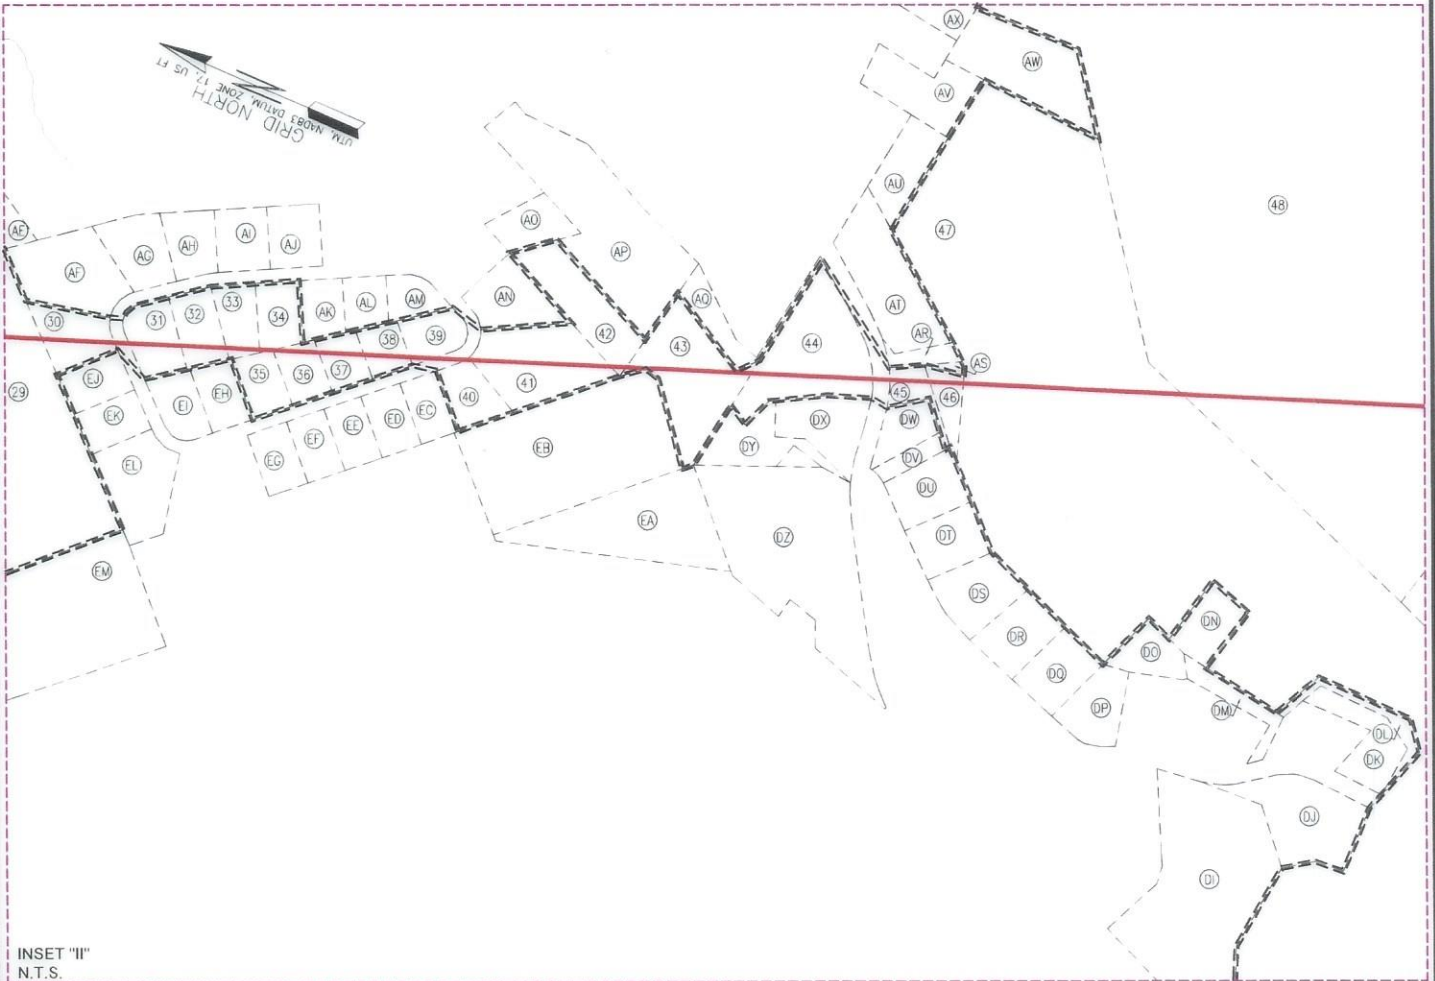 AX
AW
GRID NORTH
UTM, NAD83 DATUM, ZONE 17, US FT
N
AV
AU
48
AE
AO
47
AG
AH
AI
AJ
AF
AP
AN
AQ
AT
33
AK
AL
AM
30
31
32
34
38
39
42
43
44
AR
AS
29
EJ
35
36
37
40
41
45
46
EK
EI
EH
EL
EG
EF
EE
ED
EC
EB
DY
DX
DW
DV
DU
EA
DZ
DT
EM
DS
DR
DN
DQ
DO
DP
DM
DL
DK
DJ
DI
INSET "II"
N.T.S.